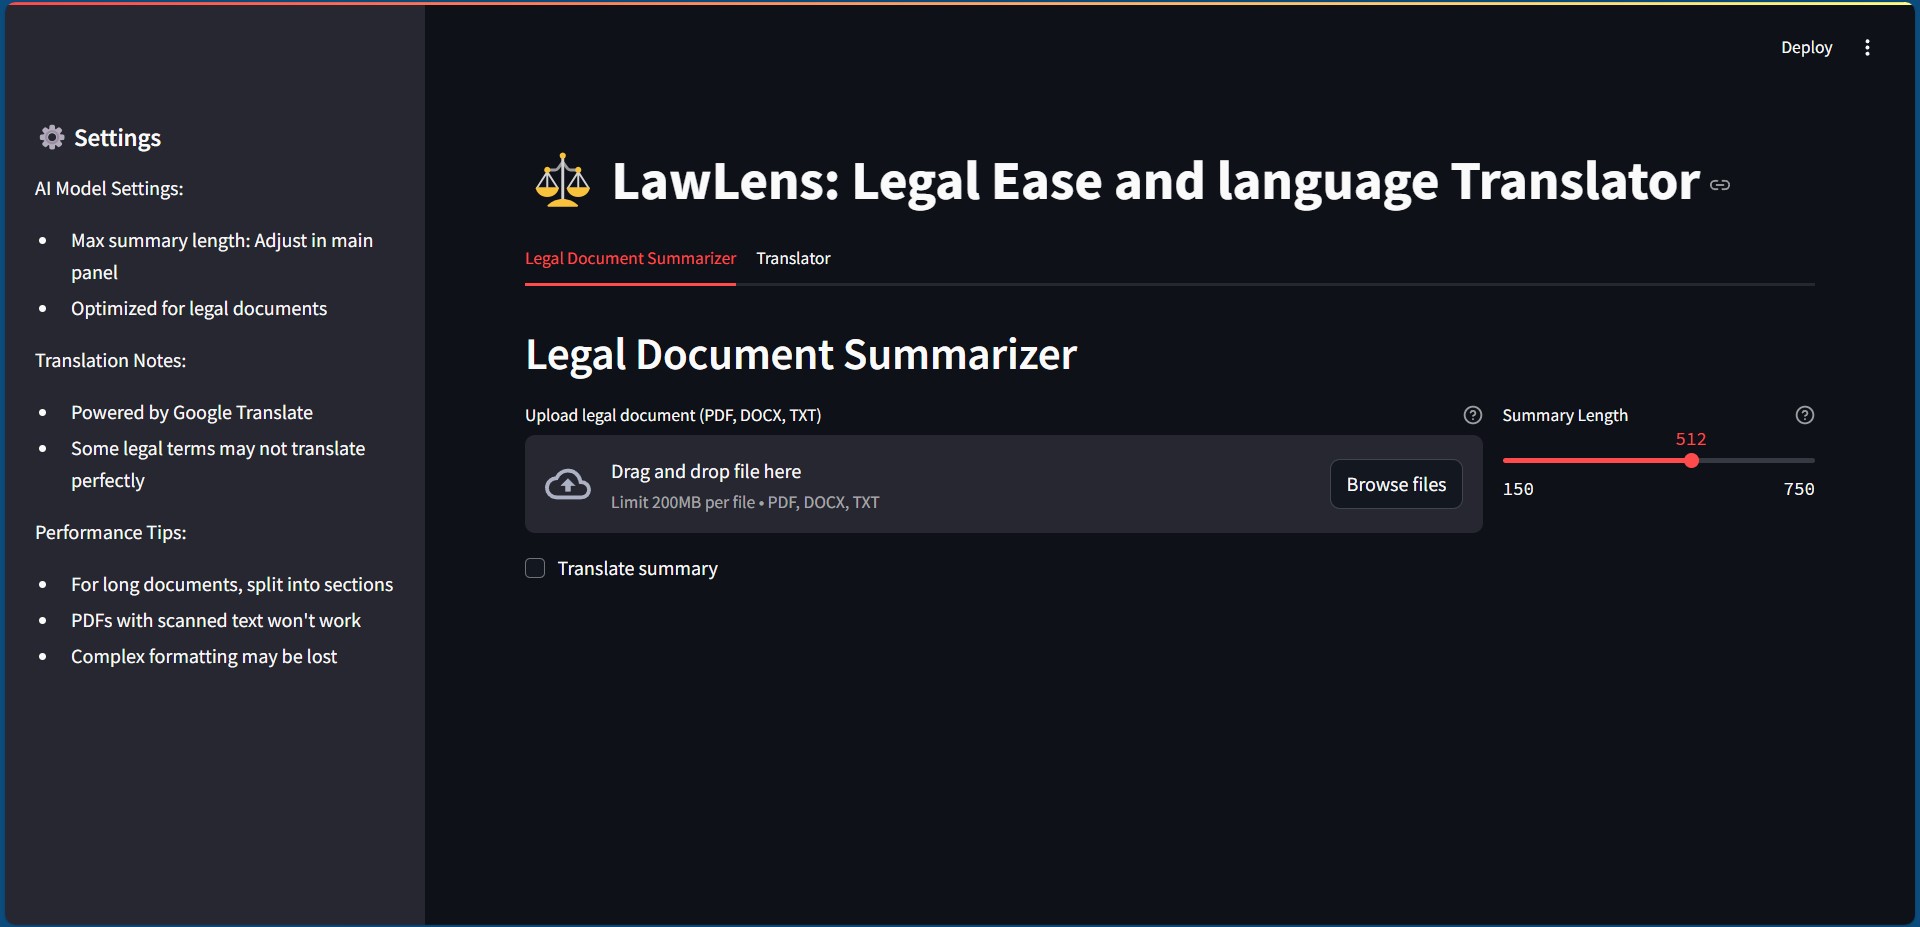 Deploy
Settings
AI Model Settings:
• Max summary length: Adjust in main
panel
• Optimized for legal documents
Translation Notes:
• Powered by Google Translate
• Some legal terms may not translate
perfectly
Performance Tips:
• For long documents, split into sections
• PDFs with scanned text won't work
• Complex formatting may be lost
LawLens: Legal Ease and language Translator
Legal Document Summarizer Translator
Legal Document Summarizer
Upload legal document (PDF, DOCX, TXT)
Drag and drop file here
Limit 200MB per file • PDF, DOCX, TXT
Browse files
Summary Length
512
150 750
Translate summary